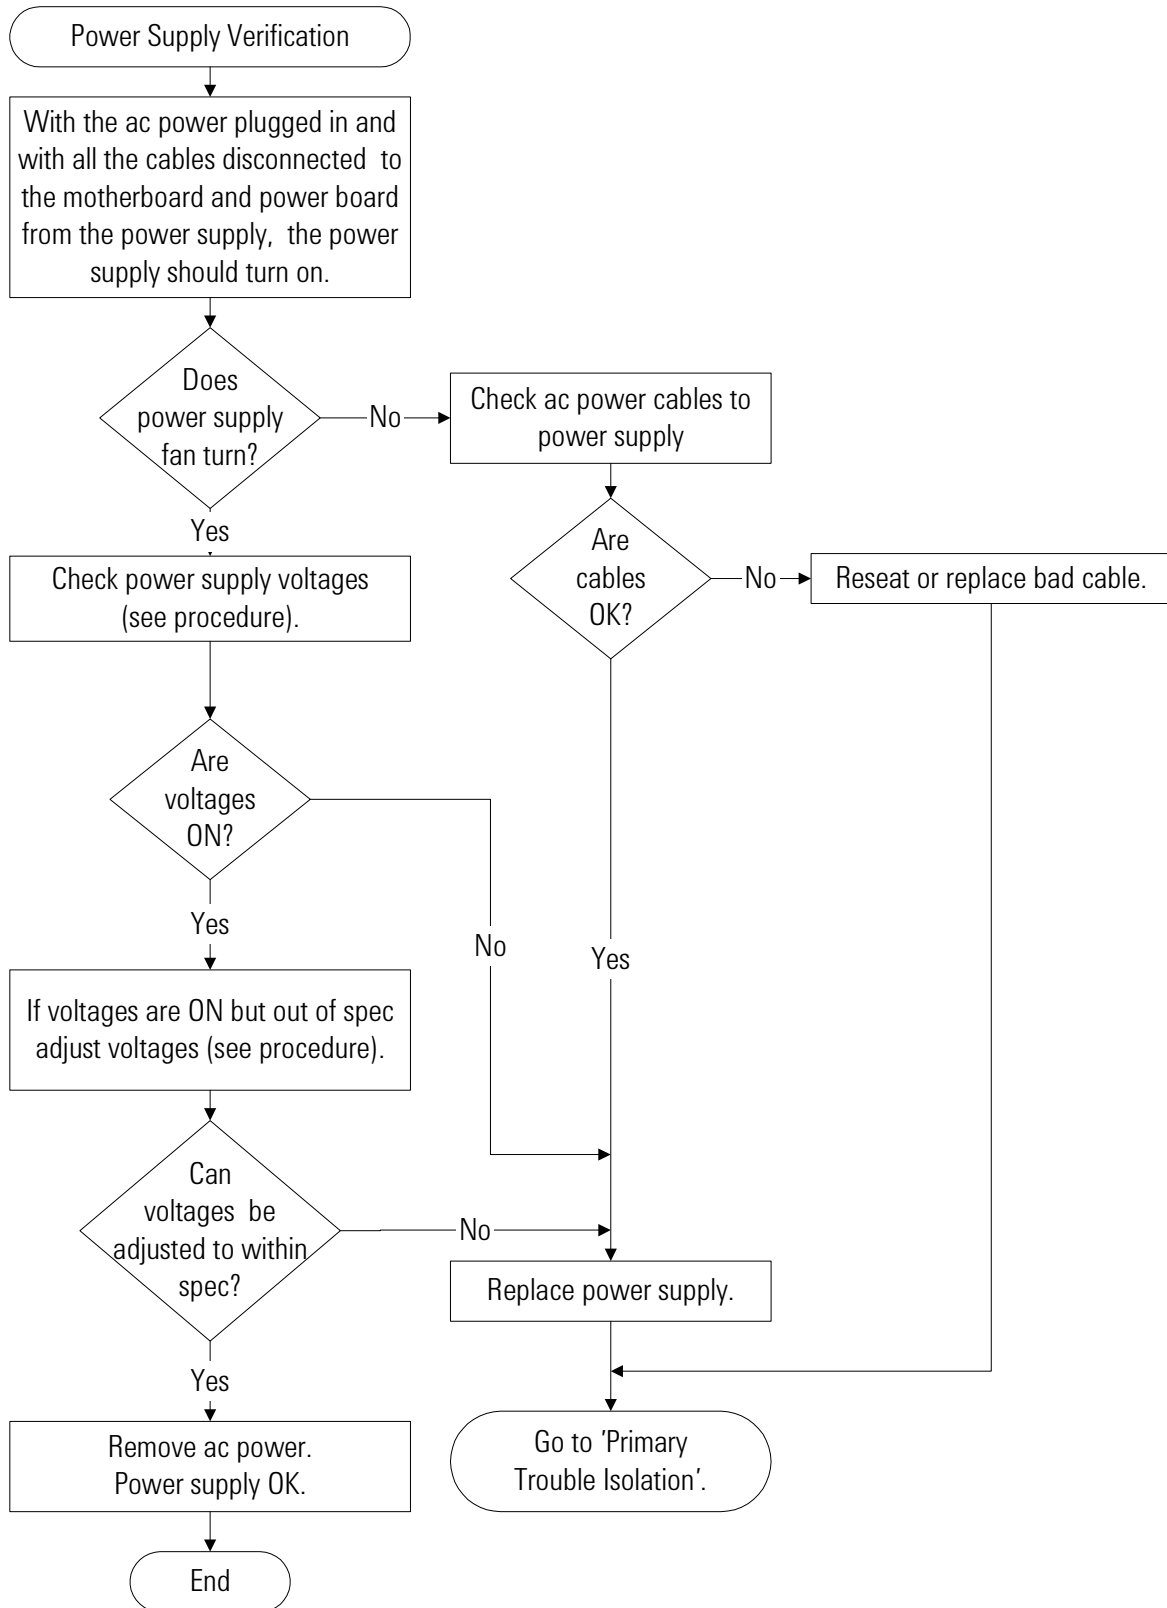 Power Supply Verification
With the ac power plugged in and
with all the cables disconnected to
the motherboard and power board
from the power supply, the power
supply should turn on.
Does
power supply
fan turn?
No
Check ac power cables to
power supply
Yes
Are
cables
OK?
No
Reseat or replace bad cable.
Check power supply voltages
(see procedure).
Are
voltages
ON?
Yes
No
Yes
If voltages are ON but out of spec
adjust voltages (see procedure).
Can
voltages be
adjusted to within
spec?
No
Replace power supply.
Yes
Remove ac power.
Power supply OK.
Go to 'Primary
Trouble Isolation'.
End